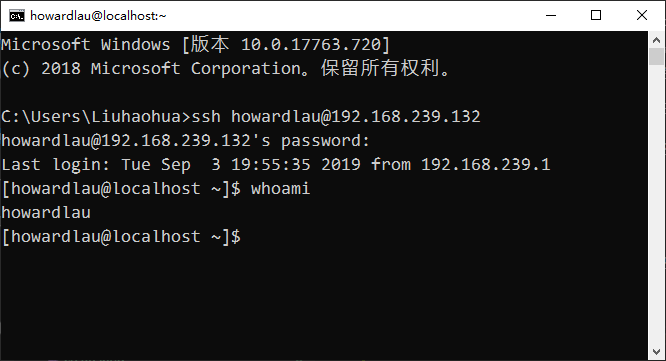 howardlau@localhost:~
Microsoft Windows [版本 10.0.17763.720]
(c) 2018 Microsoft Corporation。保留所有权利。
C:\Users\Liuhaohua>ssh howardlau@192.168.239.132
howardlau@192.168.239.132's password:
Last login: Tue Sep  3 19:55:35 2019 from 192.168.239.1
[howardlau@localhost ~]$ whoami
howardlau
[howardlau@localhost ~]$